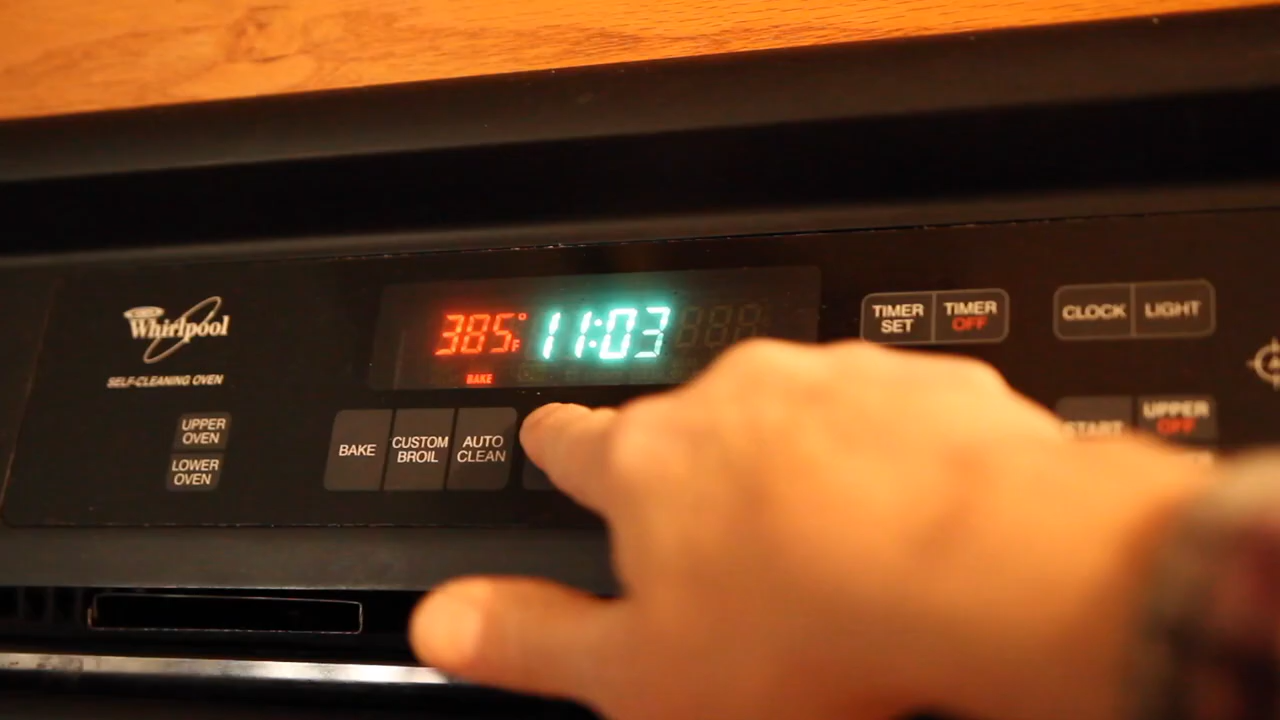 385°F 11:03
BAKE
Whirlpool
SELF-CLEANING OVEN
UPPER OVEN
LOWER OVEN
BAKE
CUSTOM BROIL
AUTO CLEAN
TIMER SET
TIMER OFF
CLOCK
LIGHT
START
UPPER OFF